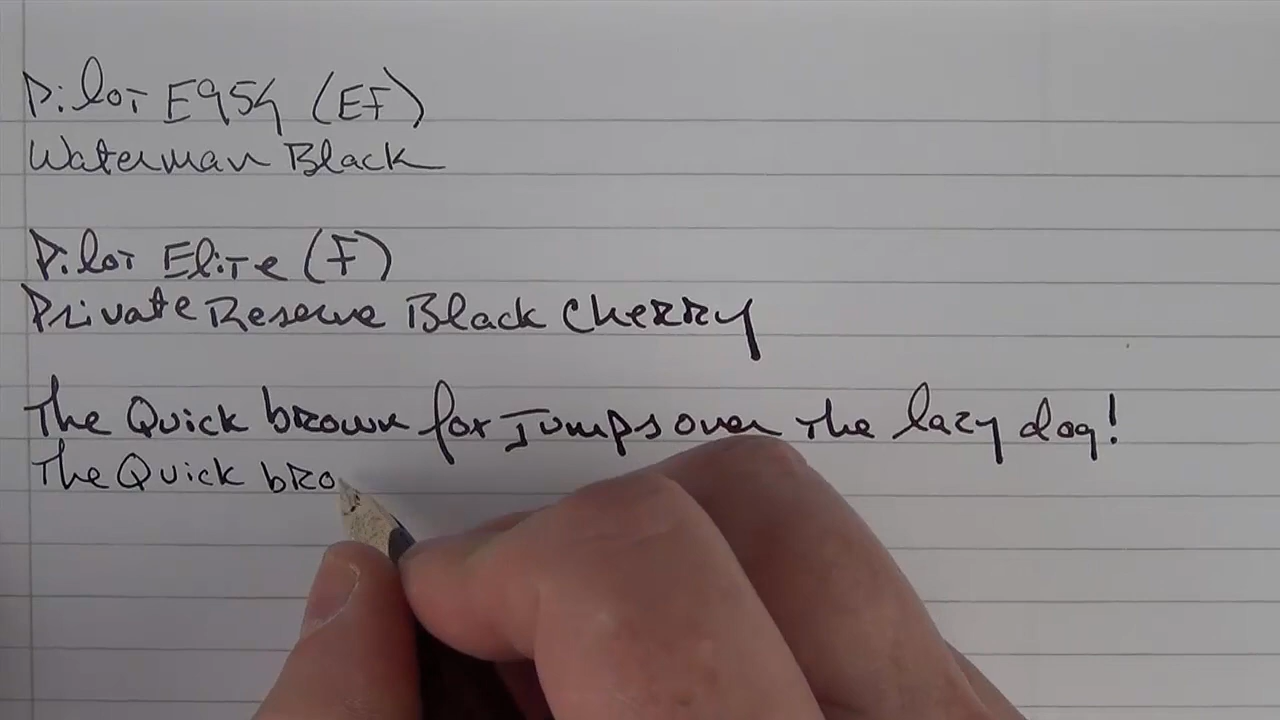 Pilot E95s (EF)
Waterman Black
Pilot Elite (F)
Private Reserve Black Cherry
The Quick brown fox Jumps over The lazy dog!
The Quick bro